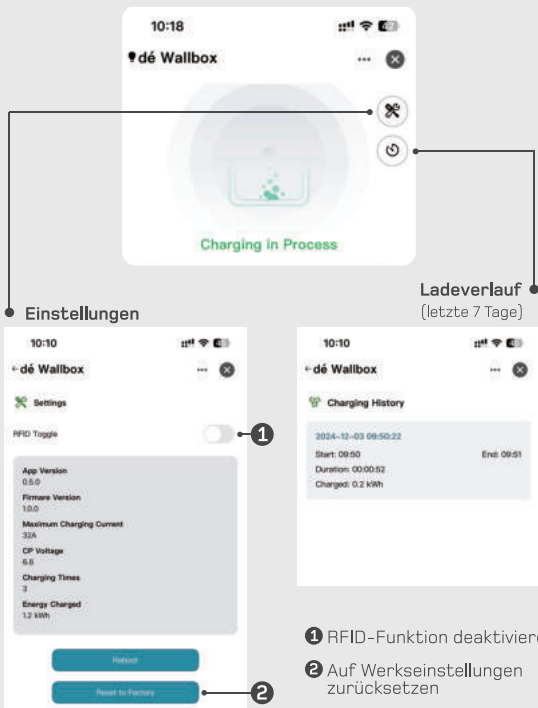 10:18
dé Wallbox
Charging in Process
Einstellungen
10:10
dé Wallbox
Settings
RFID Toggle
1
App Version
0.5.0
Firmare Version
1.0.0
Maximum Charging Current
32A
CP Voltage
6.6
Charging Times
3
Energy Charged
1.2 kWh
Reboot
Reset to Factory
2
Ladeverlauf
(letzte 7 Tage)
10:10
dé Wallbox
Charging History
2024-12-03 09:50:22
Start: 09:50 End: 09:51
Duration: 00:00:52
Charged: 0.2 kWh
1 RFID-Funktion deaktivier
2 Auf Werkseinstellungen
zurücksetzen